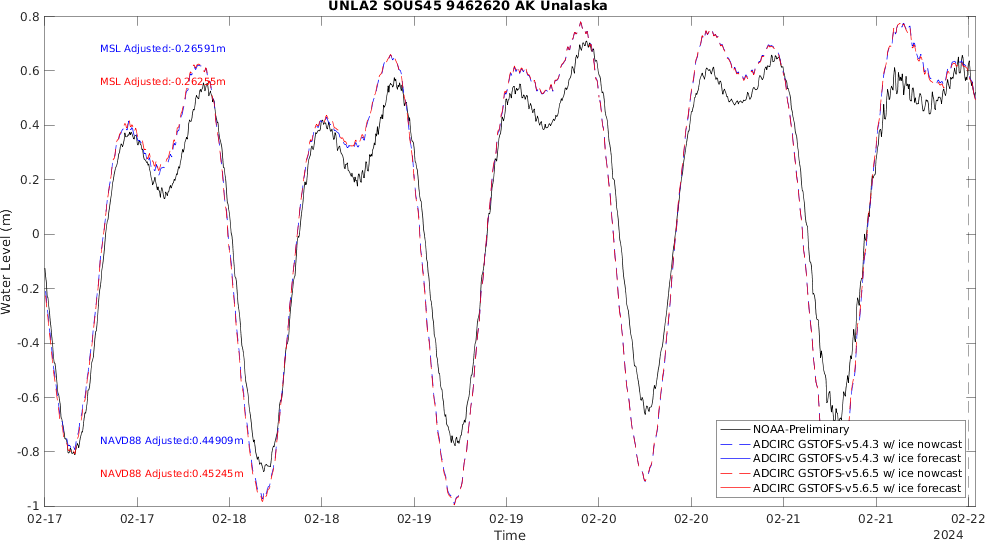 UNLA2 SOUS45 9462620 AK Unalaska
MSL Adjusted:-0.26591m
MSL Adjusted:-0.26255m
NAVD88 Adjusted:0.44909m
NAVD88 Adjusted:0.45245m
Water Level (m)
0.8
0.6
0.4
0.2
0
-0.2
-0.4
-0.6
-0.8
-1
NOAA-Preliminary
ADCIRC GSTOFS-v5.4.3 w/ ice nowcast
ADCIRC GSTOFS-v5.4.3 w/ ice forecast
ADCIRC GSTOFS-v5.6.5 w/ ice nowcast
ADCIRC GSTOFS-v5.6.5 w/ ice forecast
02-17 02-17 02-18 02-18 02-19 02-19 02-20 02-20 02-21 02-21 02-22
Time
2024